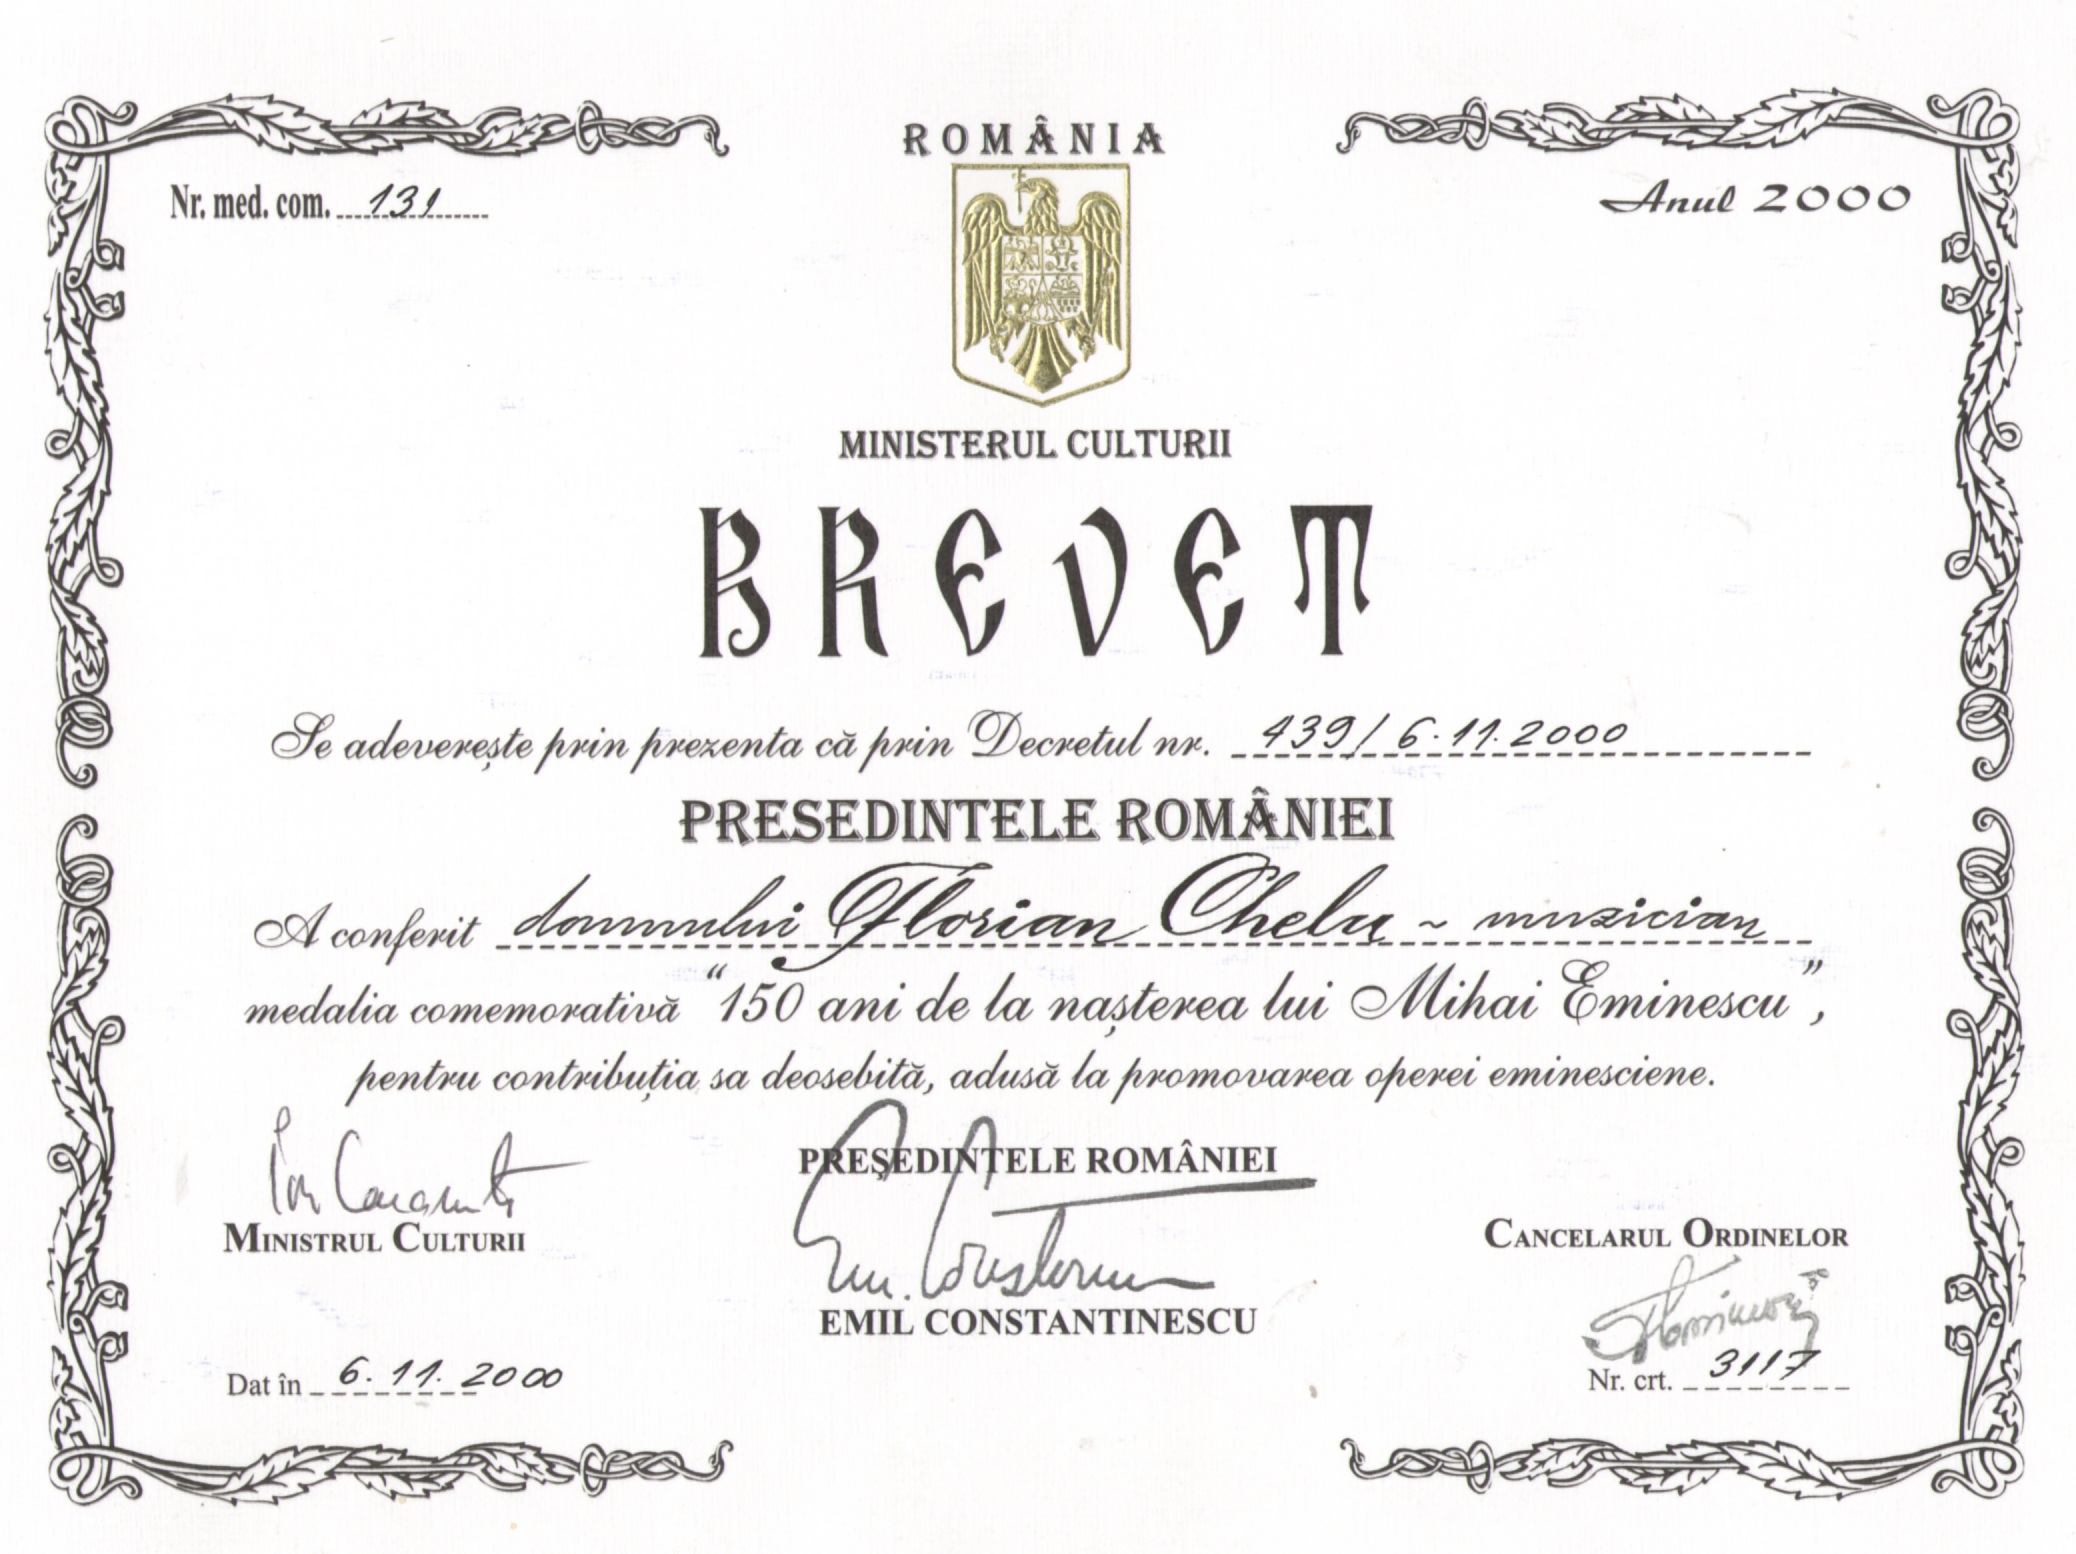 ROMÂNIA
Nr. med. com. 131
Anul 2000
MINISTERUL CULTURII
BREVET
Se adeverește prin prezenta că prin Decretul nr. 439/6.11.2000
PRESEDINTELE ROMÂNIEI
A conferit domnului Florian Chelu ~ muzician
medalia comemorativă “150 ani de la nașterea lui Mihai Eminescu”,
pentru contribuția sa deosebită, adusă la promovarea operei eminesciene.
PREŞEDINTELE ROMÂNIEI
MINISTRUL CULTURII
CANCELARUL ORDINELOR
EMIL CONSTANTINESCU
Dat în 6.11.2000
Nr. crt. 3117